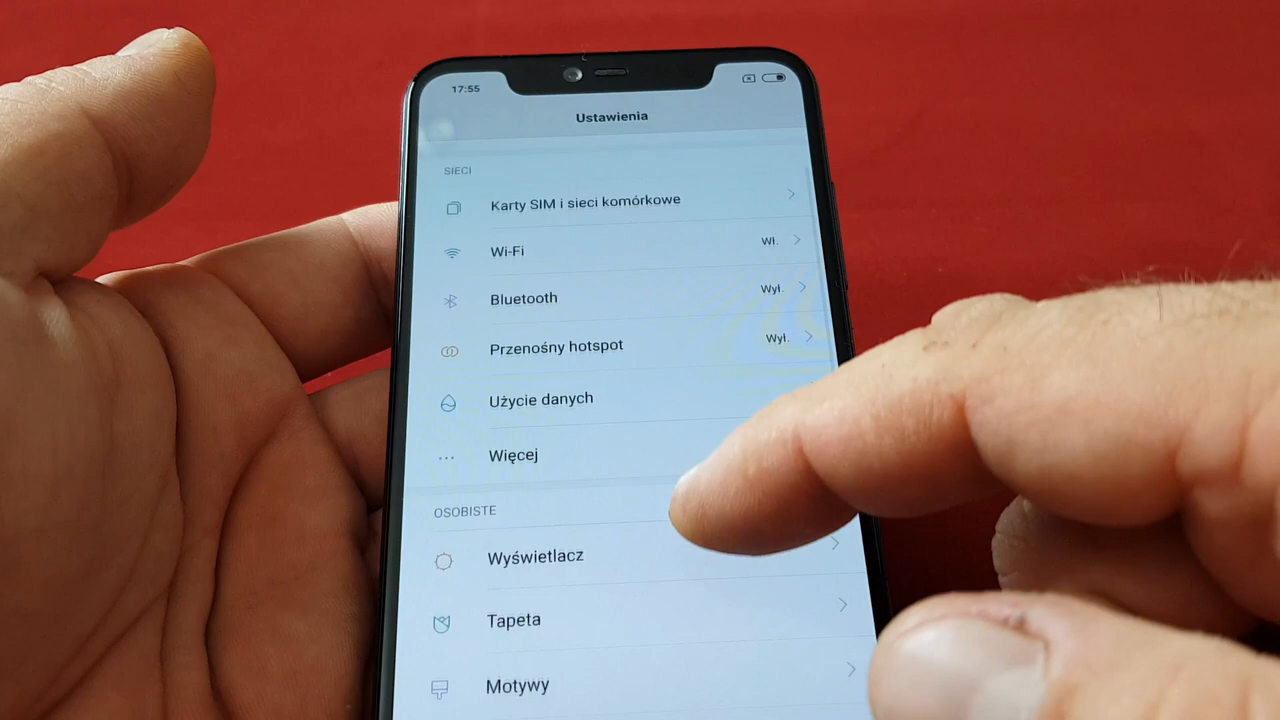 17:55
Ustawienia
SIECI
Karty SIM i sieci komórkowe
Wi-Fi Wł.
Bluetooth Wył.
Przenośny hotspot Wył.
Użycie danych
Więcej
OSOBISTE
Wyświetlacz
Tapeta
Motywy